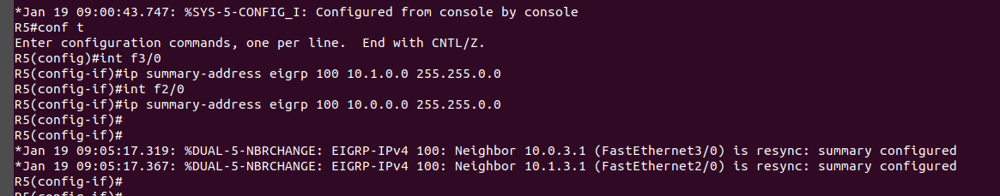 *Jan 19 09:00:43.747: %SYS-5-CONFIG_I: Configured from console by console
R5#conf t
Enter configuration commands, one per line.  End with CNTL/Z.
R5(config)#int f3/0
R5(config-if)#ip summary-address eigrp 100 10.1.0.0 255.255.0.0
R5(config-if)#int f2/0
R5(config-if)#ip summary-address eigrp 100 10.0.0.0 255.255.0.0
R5(config-if)#
R5(config-if)#
*Jan 19 09:05:17.319: %DUAL-5-NBRCHANGE: EIGRP-IPv4 100: Neighbor 10.0.3.1 (FastEthernet3/0) is resync: summary configured
*Jan 19 09:05:17.367: %DUAL-5-NBRCHANGE: EIGRP-IPv4 100: Neighbor 10.1.3.1 (FastEthernet2/0) is resync: summary configured
R5(config-if)#
R5(config-if)#